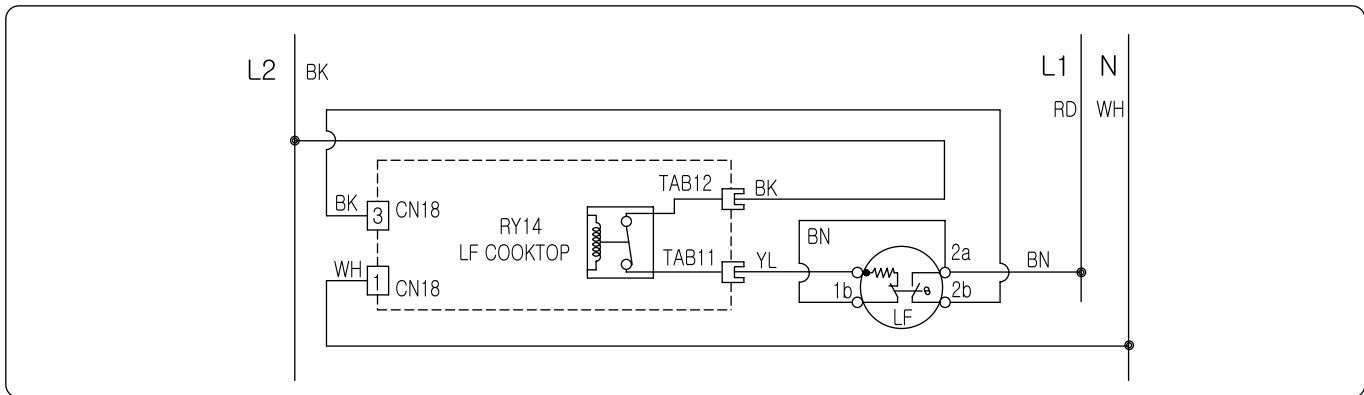 L2
BK
L1
N
RD
WH
BK
3
CN18
RY14
LF COOKTOP
TAB12
BK
TAB11
YL
BN
2a
BN
WH
1
CN18
1b
2b
θ
LF